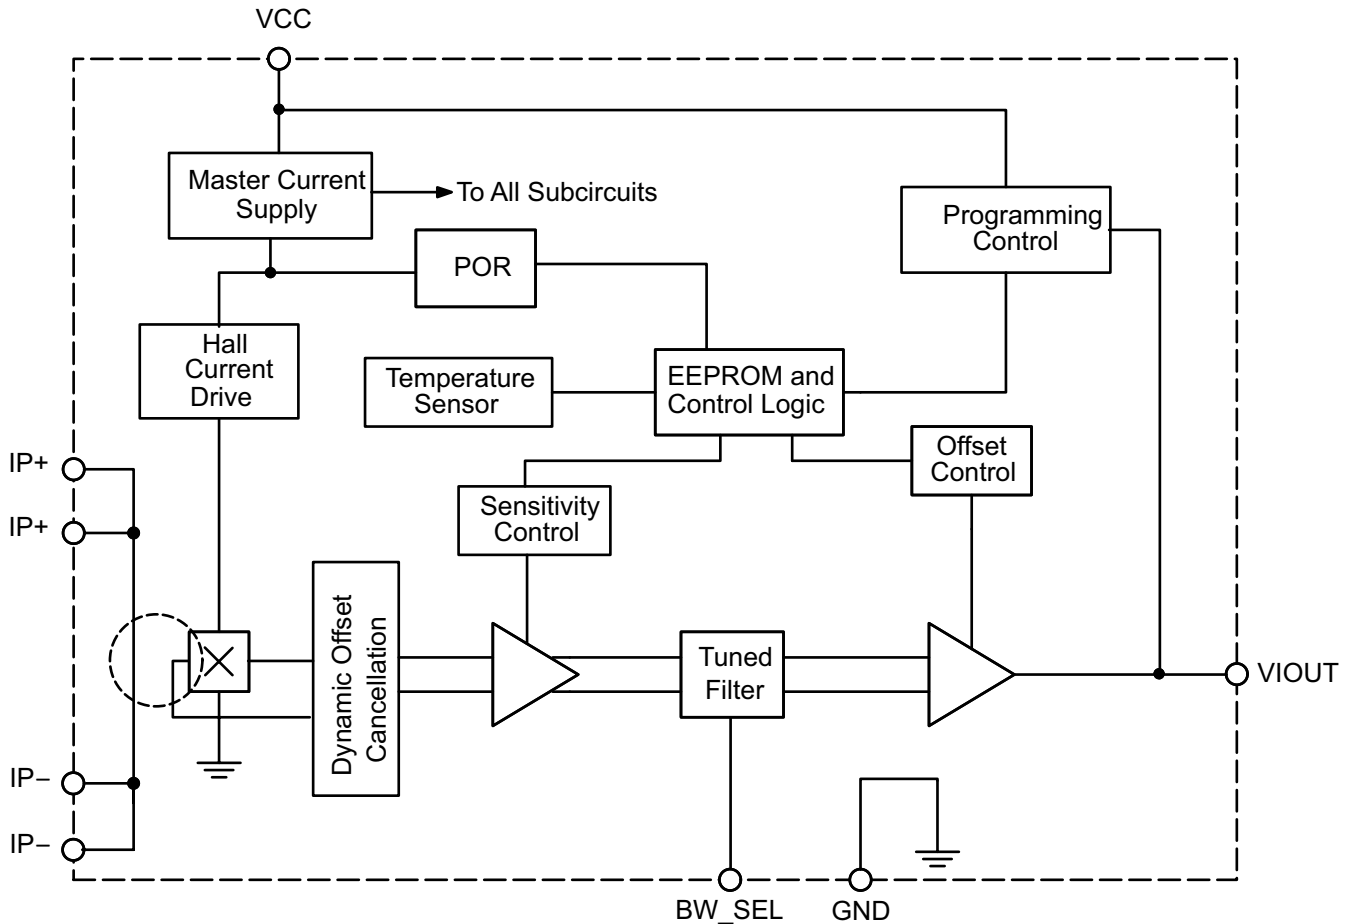 VCC
Master Current
Supply
To All Subcircuits
Programming
Control
POR
Hall
Current
Drive
Temperature
Sensor
EEPROM and
Control Logic
Offset
Control
IP+
IP+
Sensitivity
Control
Dynamic Offset
Cancellation
Tuned
Filter
VIOUT
IP−
IP−
BW_SEL
GND